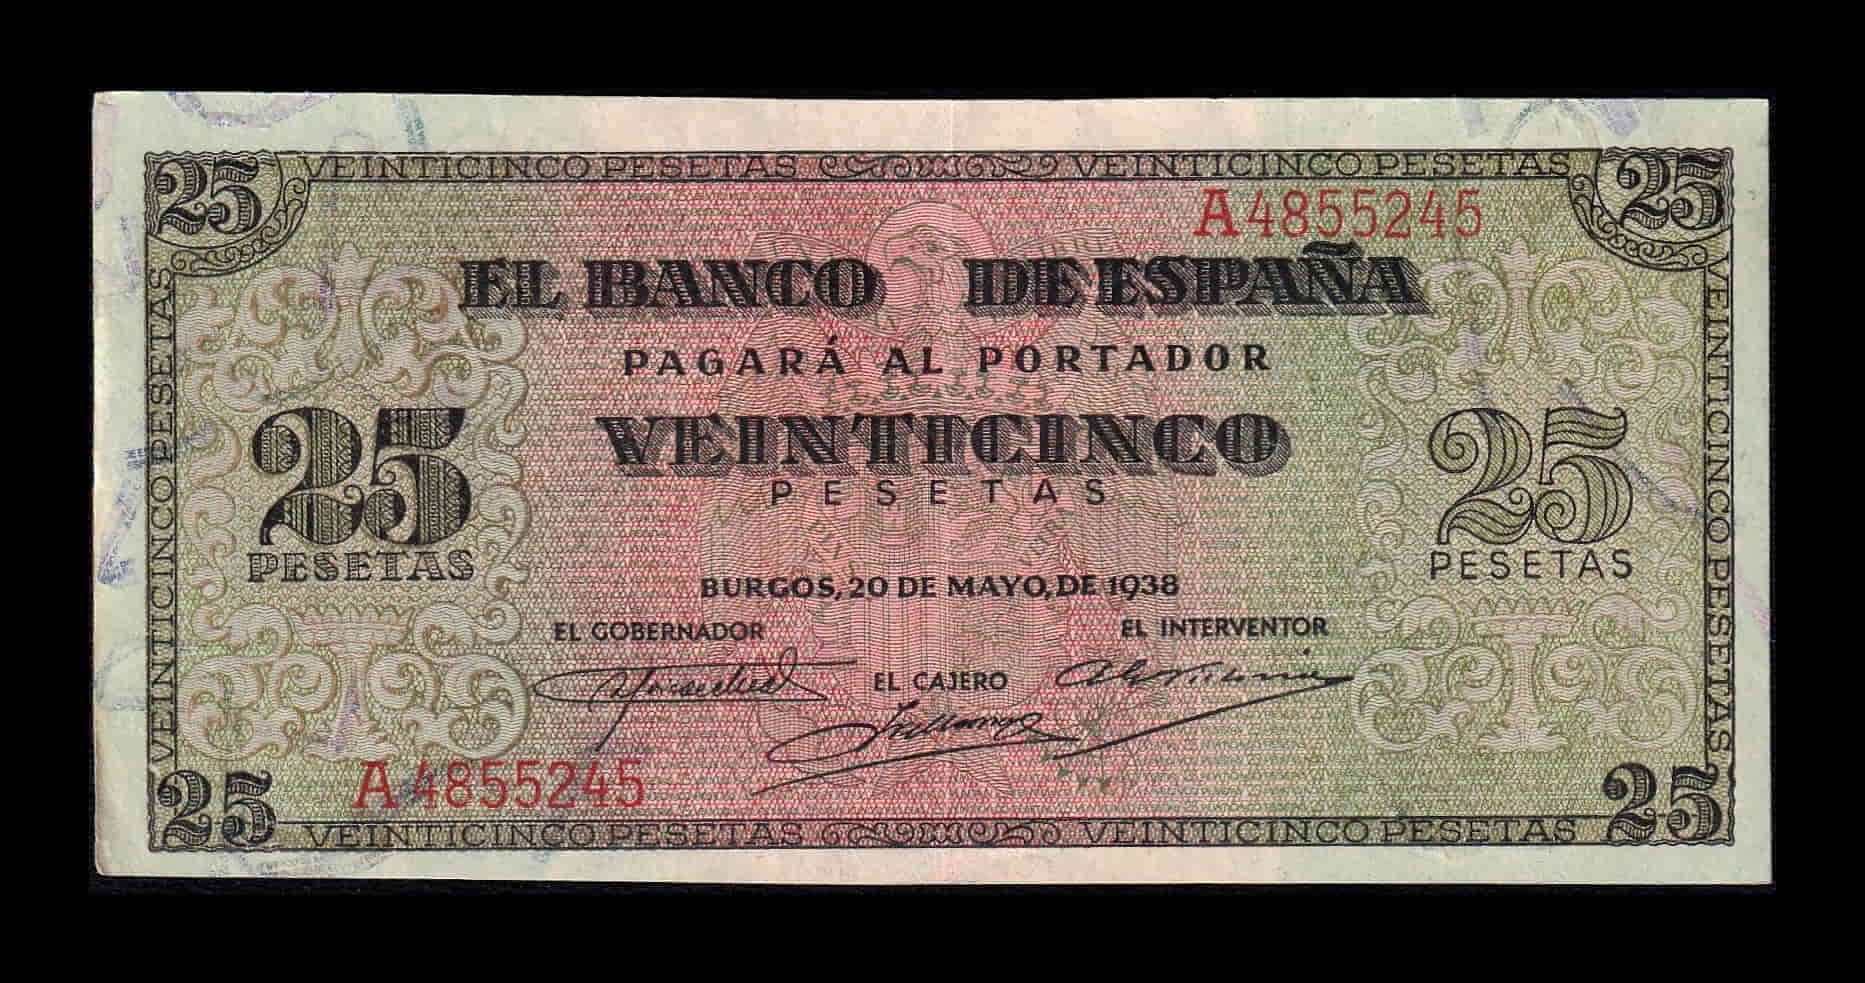 25 VEINTICINCO PESETAS VEINTICINCO PESETAS 25
A4855245
EL BANCO DE ESPAÑA
PAGARÁ AL PORTADOR
VEINTICINCO
PESETAS
25
PESETAS
25
PESETAS
VEINTICINCO PESETAS
VEINTICINCO PESETAS
BURGOS, 20 DE MAYO, DE 1938
EL GOBERNADOR
EL INTERVENTOR
EL CAJERO
A4855245
25 VEINTICINCO PESETAS VEINTICINCO PESETAS 25